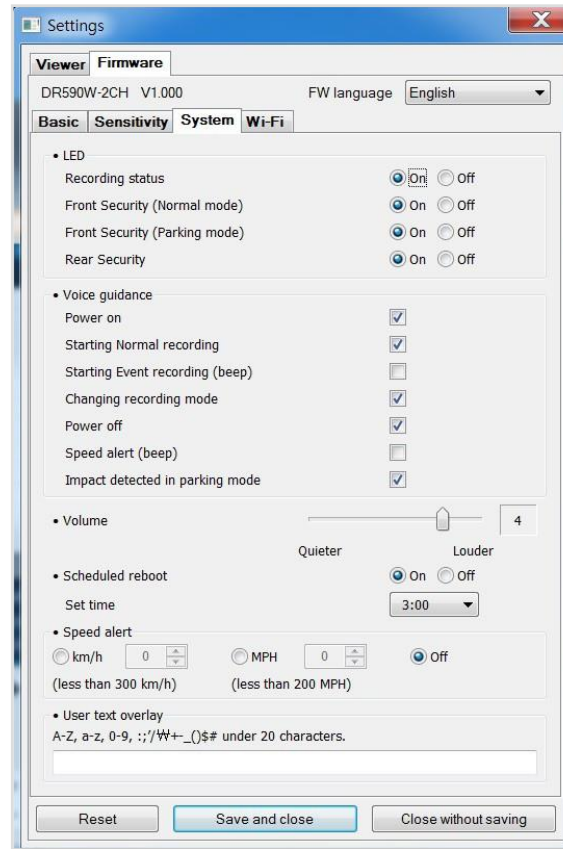 Settings
Viewer Firmware
DR590W-2CH V1.000 FW language English
Basic Sensitivity System Wi-Fi
• LED
Recording status On Off
Front Security (Normal mode) On Off
Front Security (Parking mode) On Off
Rear Security On Off
• Voice guidance
Power on
Starting Normal recording
Starting Event recording (beep)
Changing recording mode
Power off
Speed alert (beep)
Impact detected in parking mode
• Volume 4
Quieter Louder
• Scheduled reboot On Off
Set time 3:00
• Speed alert
km/h 0 MPH 0 Off
(less than 300 km/h) (less than 200 MPH)
• User text overlay
A-Z, a-z, 0-9, :;'/₩+-_()$# under 20 characters.
Reset Save and close Close without saving